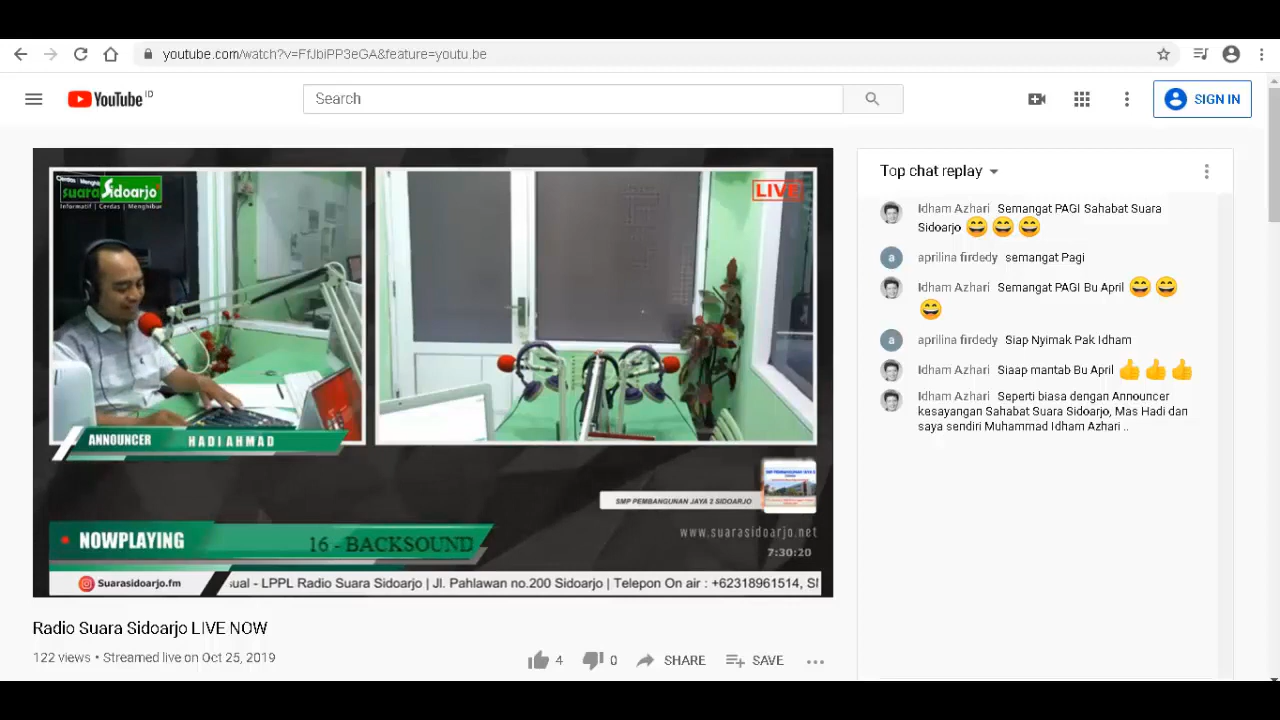 youtube.com/watch?v=FfJbiPP3eGA&feature=youtu.be
YouTube ID
Search
SIGN IN
Suara Sidoarjo
Informatif | Cerdas | Menghibur
LIVE
ANNOUNCER HADI AHMAD
SMP PEMBANGUNAN JAYA 2 SIDOARJO
www.suarasidoarjo.net
NOWPLAYING 16 - BACKSOUND
7:30:20
Suarasidoarjo.fm
ual - LPPL Radio Suara Sidoarjo | Jl. Pahlawan no.200 Sidoarjo | Telepon On air : +62318961514, SM
Radio Suara Sidoarjo LIVE NOW
122 views • Streamed live on Oct 25, 2019
4 0 SHARE SAVE
Top chat replay
Idham Azhari Semangat PAGI Sahabat Suara
Sidoarjo 😄 😄 😄
aprilina firdedy semangat Pagi
Idham Azhari Semangat PAGI Bu April 😄 😄
😄
aprilina firdedy Siap Nyimak Pak Idham
Idham Azhari Siaap mantab Bu April 👍 👍 👍
Idham Azhari Seperti biasa dengan Announcer
kesayangan Sahabat Suara Sidoarjo, Mas Hadi dan
saya sendiri Muhammad Idham Azhari ..